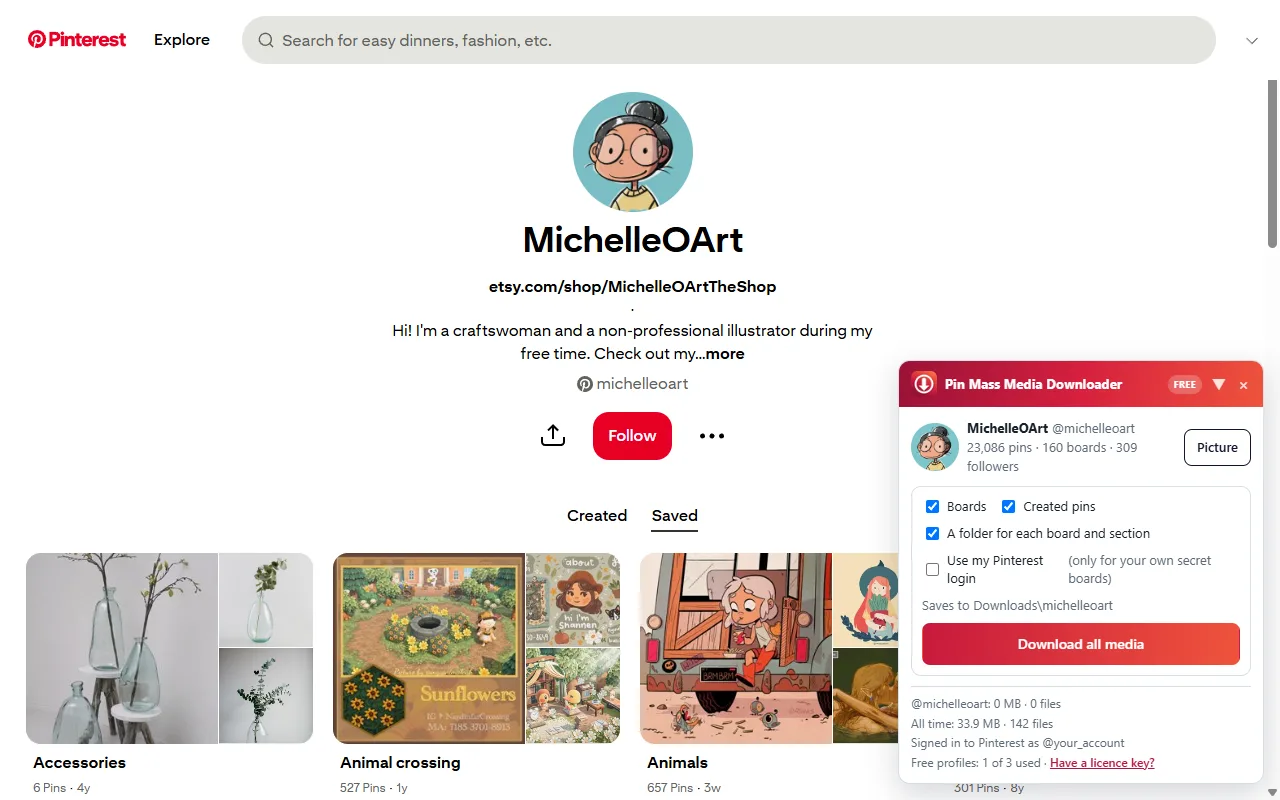 Pinterest
Explore
Search for easy dinners, fashion, etc.
MichelleOArt
etsy.com/shop/MichelleOArtTheShop
.
Hi! I'm a craftswoman and a non-professional illustrator during my
free time. Check out my...more
michelleoart
Follow
Created
Saved
about
hi I'm
Shannen
Sunflowers
BRMBRM
Accessories
6 Pins · 4y
Animal crossing
527 Pins · 1y
Animals
657 Pins · 3w
301 Pins · 8y
Pin Mass Media Downloader
FREE
MichelleOArt @michelleoart
23,086 pins · 160 boards · 309
followers
Picture
Boards
Created pins
A folder for each board and section
Use my Pinterest
login
(only for your own secret
boards)
Saves to Downloads\michelleoart
Download all media
@michelleoart: 0 MB · 0 files
All time: 33.9 MB · 142 files
Signed in to Pinterest as @your_account
Free profiles: 1 of 3 used · Have a licence key?